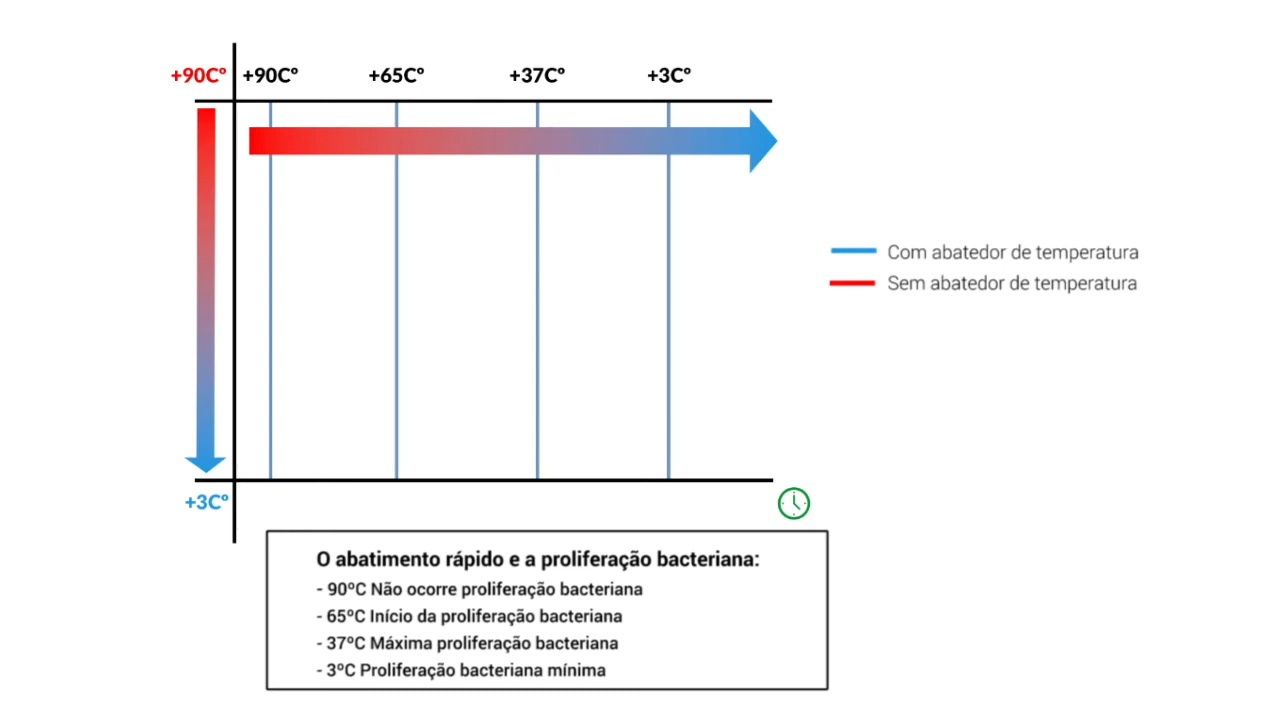 +90Cº +90Cº +65Cº +37Cº +3Cº
Com abatedor de temperatura
Sem abatedor de temperatura
+3Cº
O abatimento rápido e a proliferação bacteriana:
- 90ºC Não ocorre proliferação bacteriana
- 65ºC Início da proliferação bacteriana
- 37ºC Máxima proliferação bacteriana
- 3ºC Proliferação bacteriana mínima